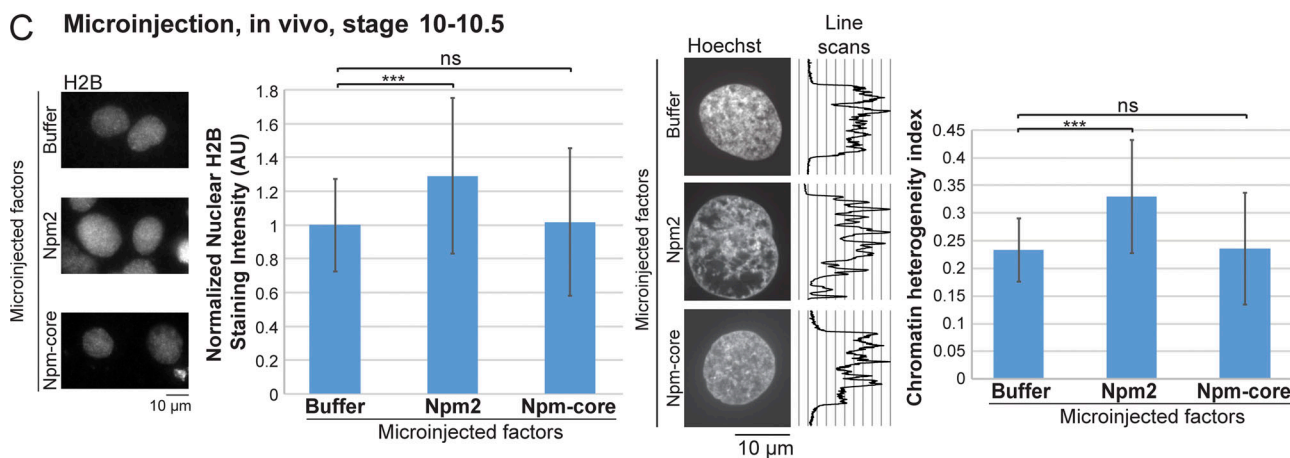 C Microinjection, in vivo, stage 10-10.5
H2B
Microinjected factors
Buffer
Npm2
Npm-core
10 µm
Normalized Nuclear H2B
Staining Intensity (AU)
1.8
1.6
1.4
1.2
1
0.8
0.6
0.4
0.2
0
ns
***
Buffer Npm2 Npm-core
Microinjected factors
Hoechst
Line
scans
Microinjected factors
Buffer
Npm2
Npm-core
10 µm
Chromatin heterogeneity index
0.45
0.4
0.35
0.3
0.25
0.2
0.15
0.1
0.05
0
ns
***
Buffer Npm2 Npm-core
Microinjected factors